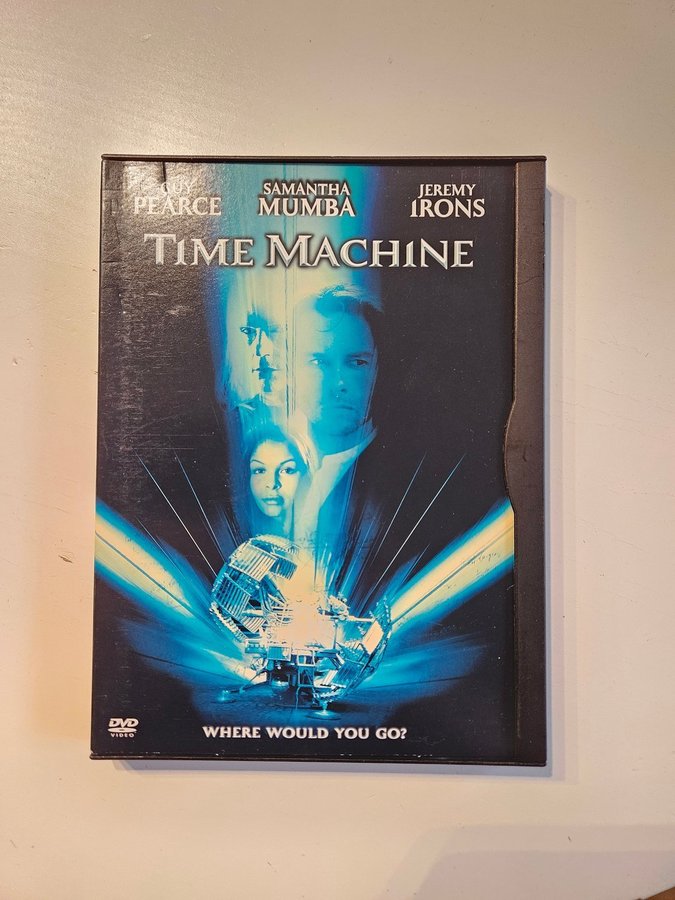 GUY SAMANTHA JEREMY
PEARCE MUMBA IRONS
TIME MACHINE
DVD
VIDEO
WHERE WOULD YOU GO?